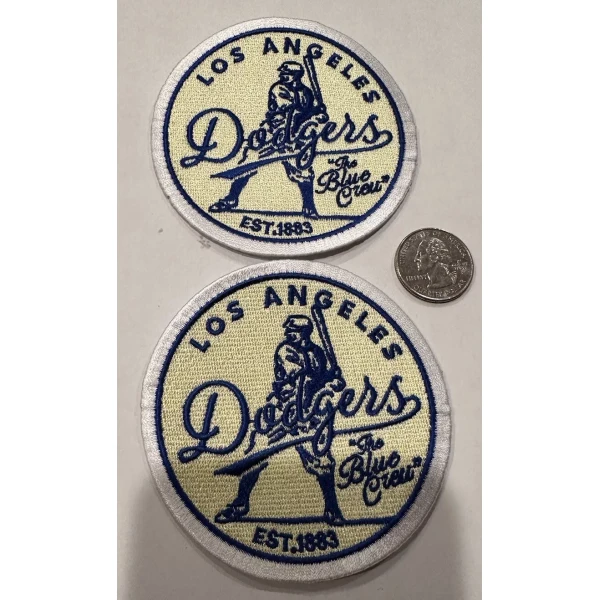 LOS ANGELES
Dodgers
"The
Blue
Crew"
EST.1883
LOS ANGELES
Dodgers
"The
Blue
Crew"
EST.1883